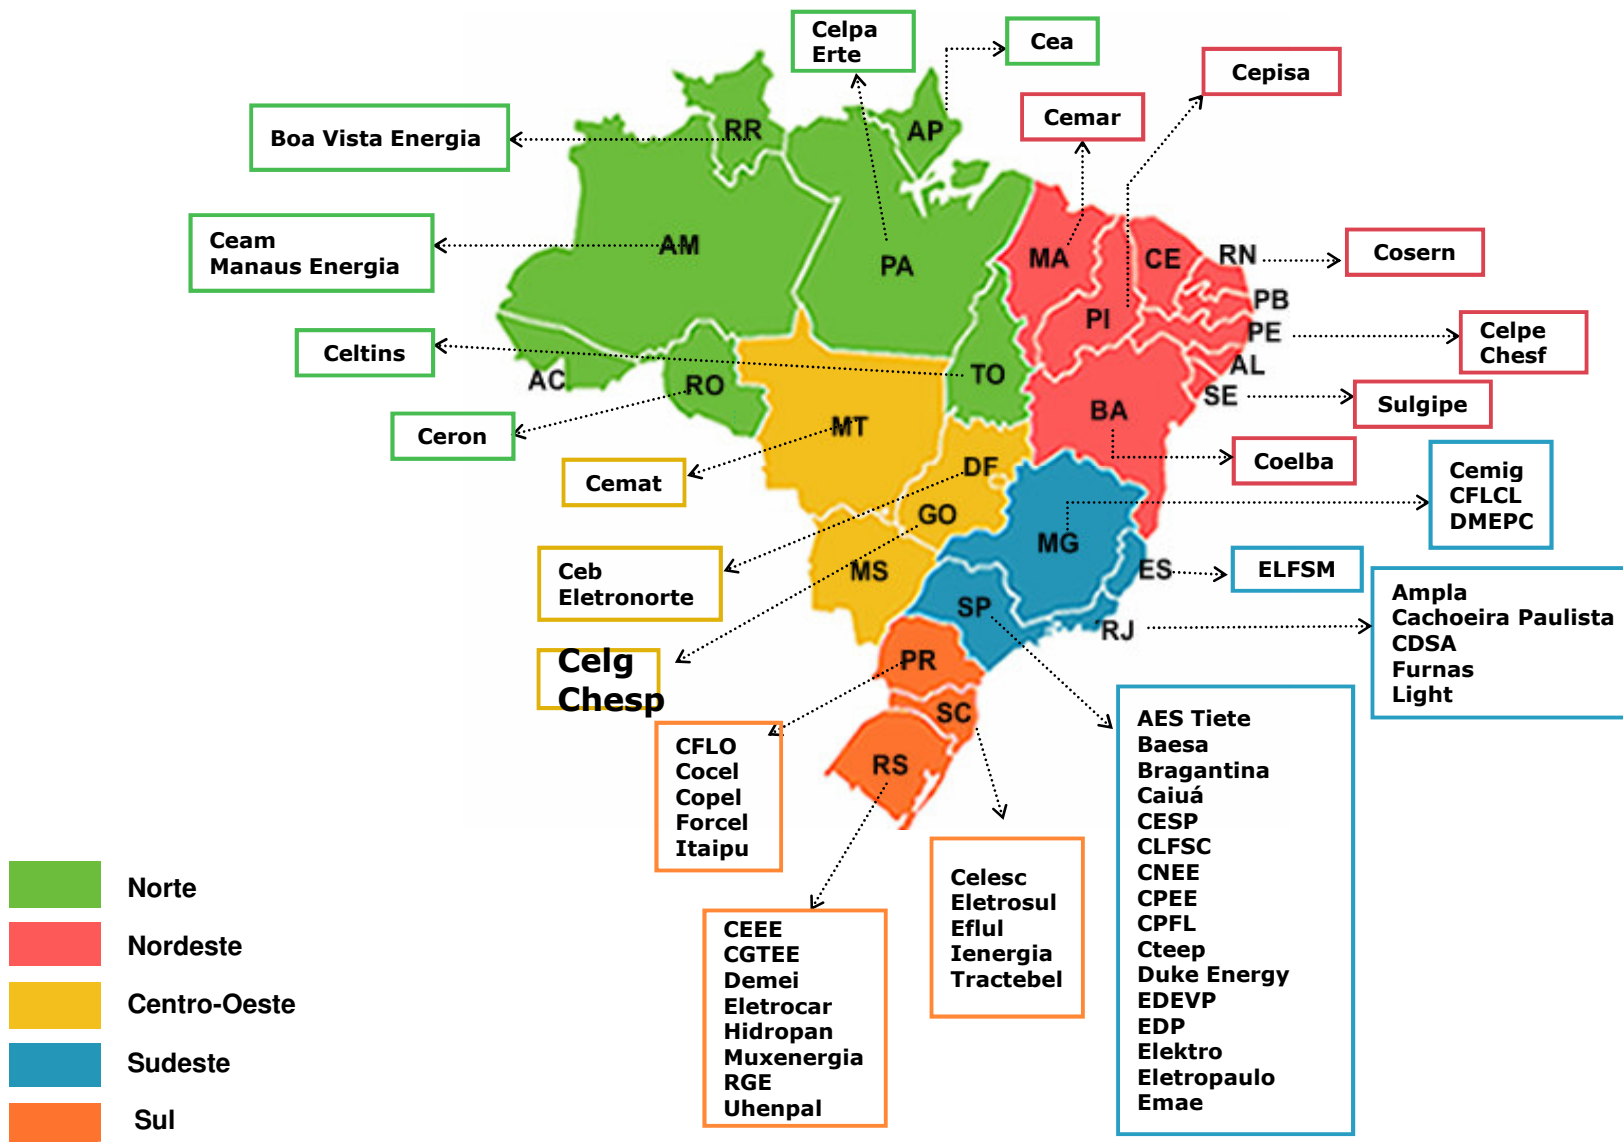 Celpa
Erte
Cea
Cepisa
Cemar
Boa Vista Energia
RR
AP
Ceam
Manaus Energia
AM
PA
MA
CE
RN
Cosern
PB
PI
PE
Celpe
Chesf
Celtins
AC
RO
TO
AL
SE
Sulgipe
BA
Ceron
MT
Coelba
Cemat
DF
GO
Cemig
CFLCL
DMEPC
MG
Ceb
Eletronorte
MS
ES
ELFSM
SP
RJ
Ampla
Cachoeira Paulista
CDSA
Furnas
Light
Celg
Chesp
PR
SC
RS
CFLO
Cocel
Copel
Forcel
Itaipu
AES Tiete
Baesa
Bragantina
Caiuá
CESP
CLFSC
CNEE
CPEE
CPFL
Cteep
Duke Energy
EDEVP
EDP
Elektro
Eletropaulo
Emae
Celesc
Eletrosul
Eflul
Ienergia
Tractebel
CEEE
CGTEE
Demei
Eletrocar
Hidropan
Muxenergia
RGE
Uhenpal
Norte
Nordeste
Centro-Oeste
Sudeste
Sul